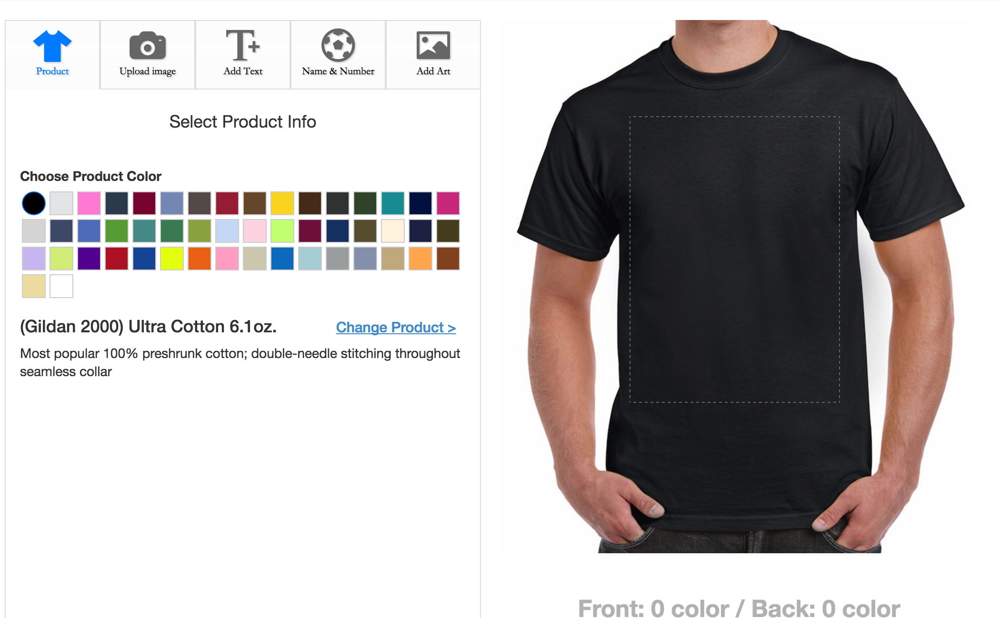 Product
Upload image
Add Text
Name & Number
Add Art
Select Product Info
Choose Product Color
(Gildan 2000) Ultra Cotton 6.1oz.
Change Product >
Most popular 100% preshrunk cotton; double-needle stitching throughout
seamless collar
Front: 0 color / Back: 0 color